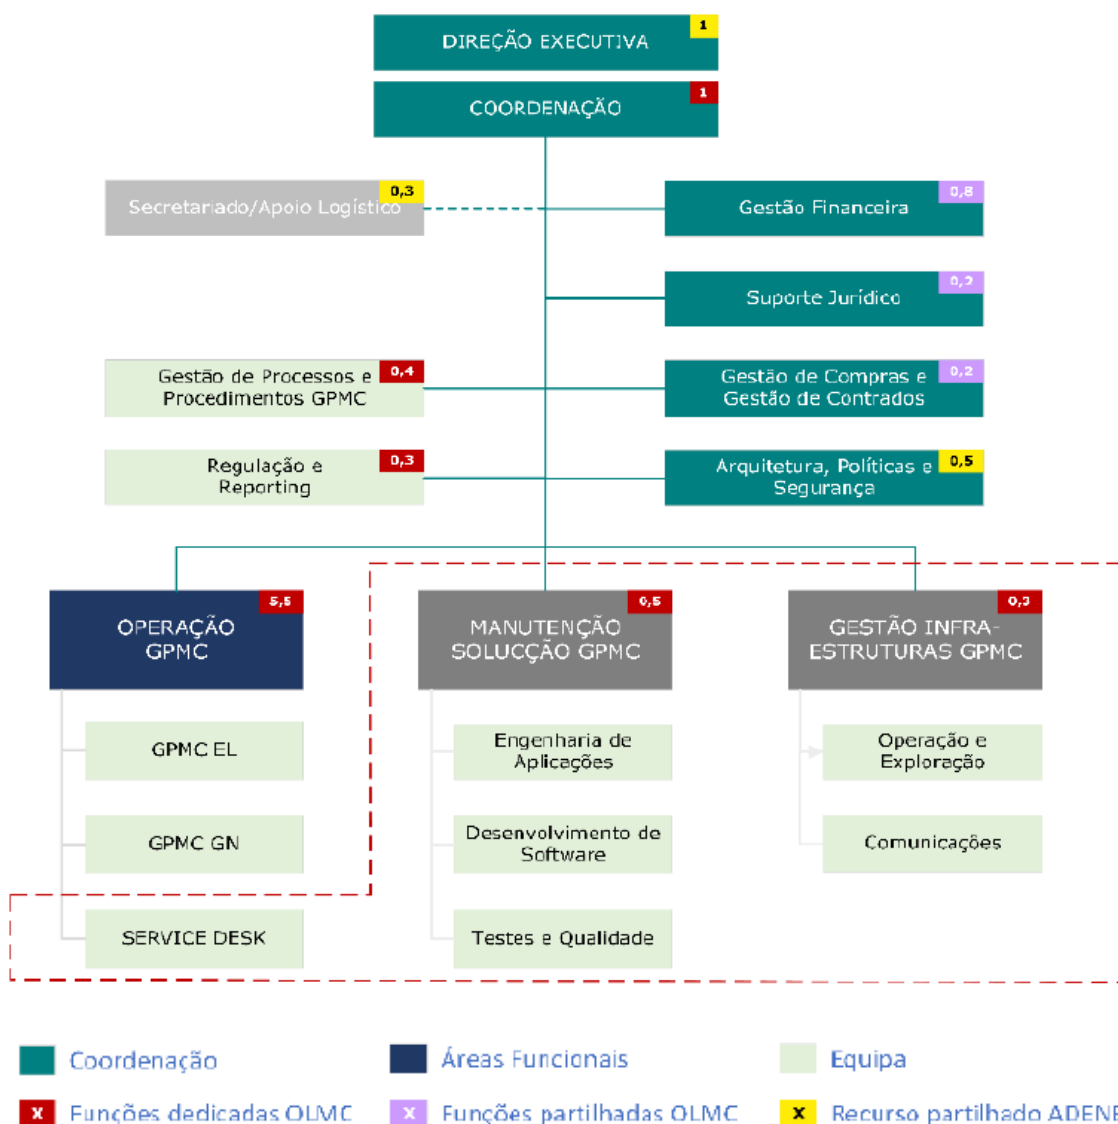 1
DIREÇÃO EXECUTIVA
1
COORDENAÇÃO
0,3
Secretariado/Apoio Logístico
0,8
Gestão Financeira
0,2
Suporte Jurídico
0,4
Gestão de Processos e
Procedimentos GPMC
0,2
Gestão de Compras e
Gestão de Contrados
0,3
Regulação e
Reporting
0,5
Arquitetura, Políticas e
Segurança
5,5
OPERAÇÃO
GPMC
0,5
MANUTENÇÃO
SOLUCÇÃO GPMC
0,3
GESTÃO INFRA-
ESTRUTURAS GPMC
GPMC EL
Engenharia de
Aplicações
Operação e
Exploração
GPMC GN
Desenvolvimento de
Software
Comunicações
SERVICE DESK
Testes e Qualidade
Coordenação
Áreas Funcionais
Equipa
x Funções dedicadas OLMC
x Funções partilhadas OLMC
x Recurso partilhado ADENE